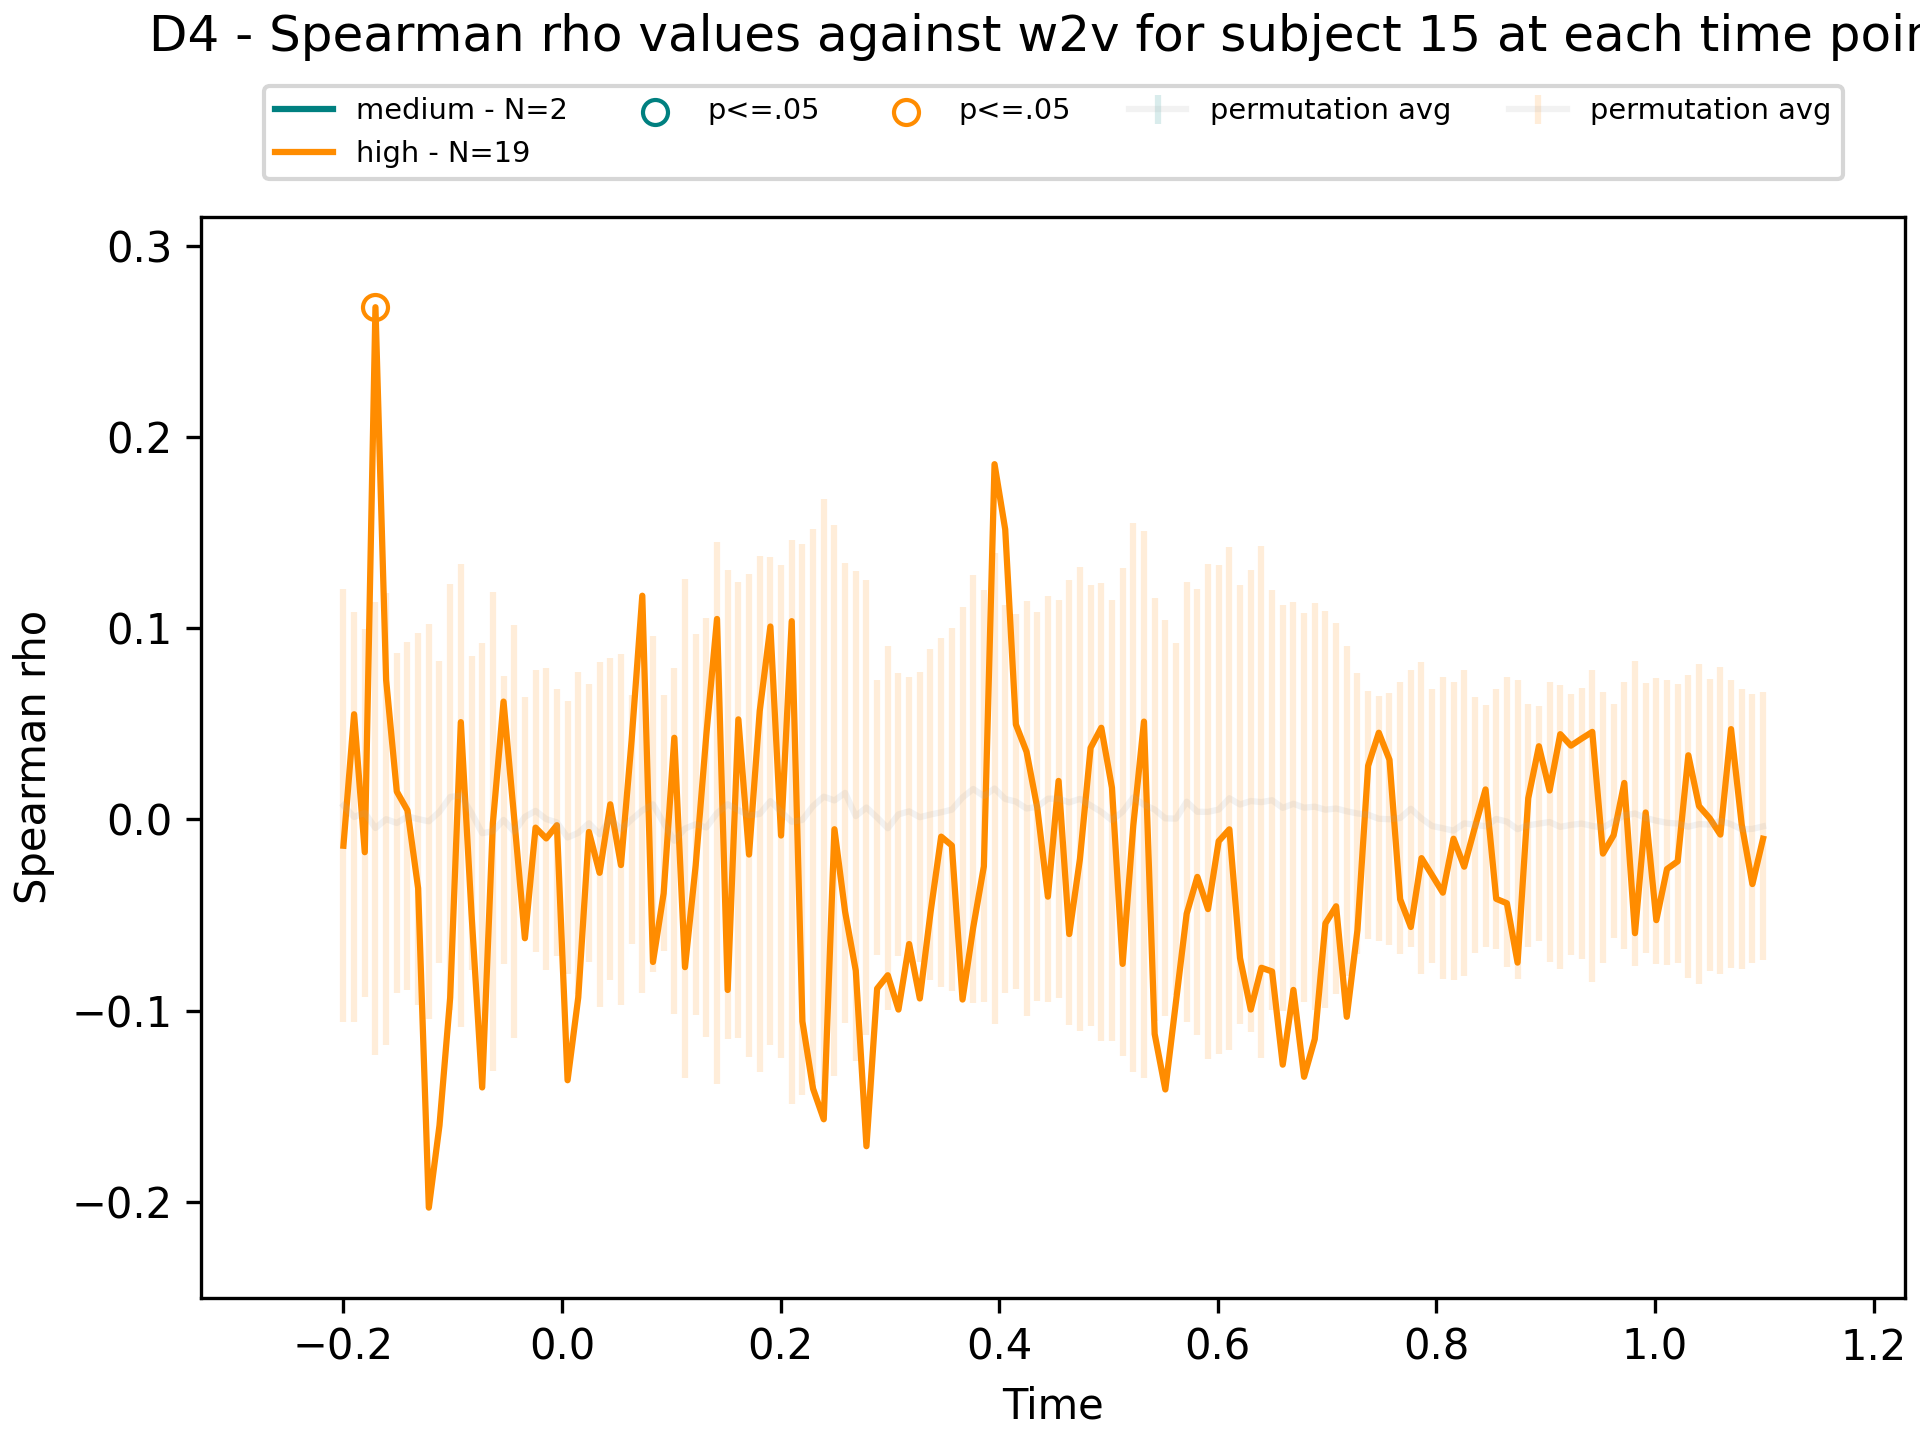 D4 - Spearman rho values against w2v for subject 15 at each time
medium - N=2
high - N=19
p<=.05
p<=.05
permutation avg
permutation avg
Spearman rho
0.3
0.2
0.1
0.0
−0.1
−0.2
−0.2
0.0
0.2
0.4
0.6
0.8
1.0
1.2
Time